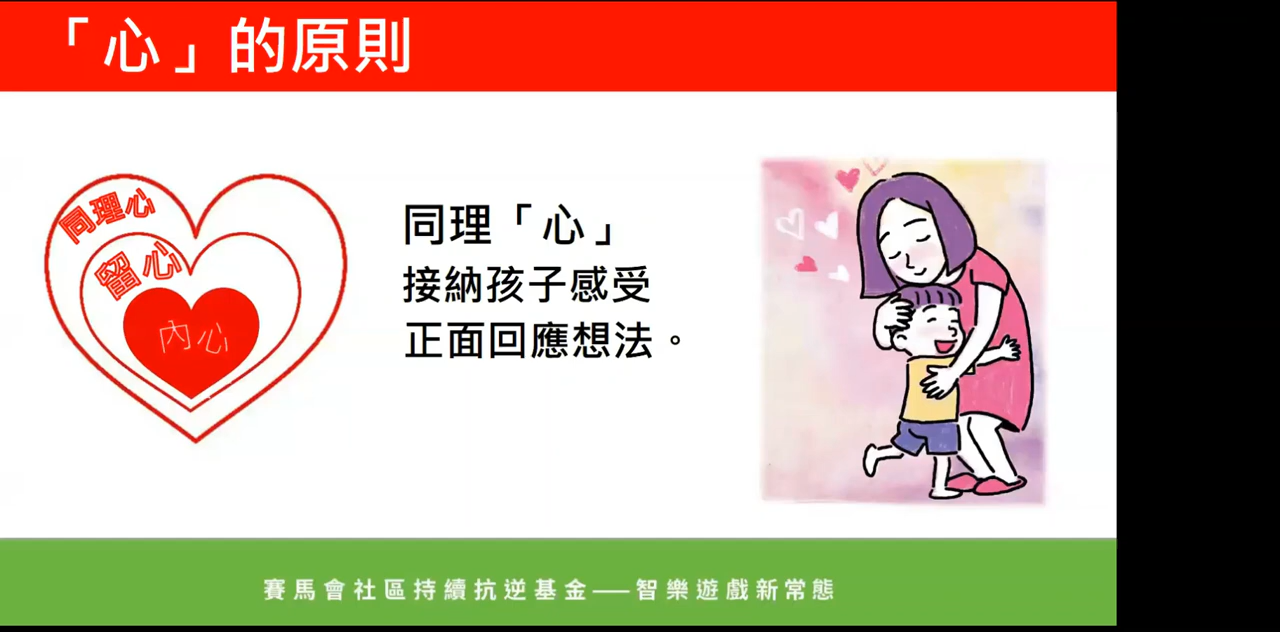 「心」的原則
同理心
留心
內心
同理「心」
接納孩子感受
正面回應想法。
賽馬會社區持續抗逆基金——智樂遊戲新常態